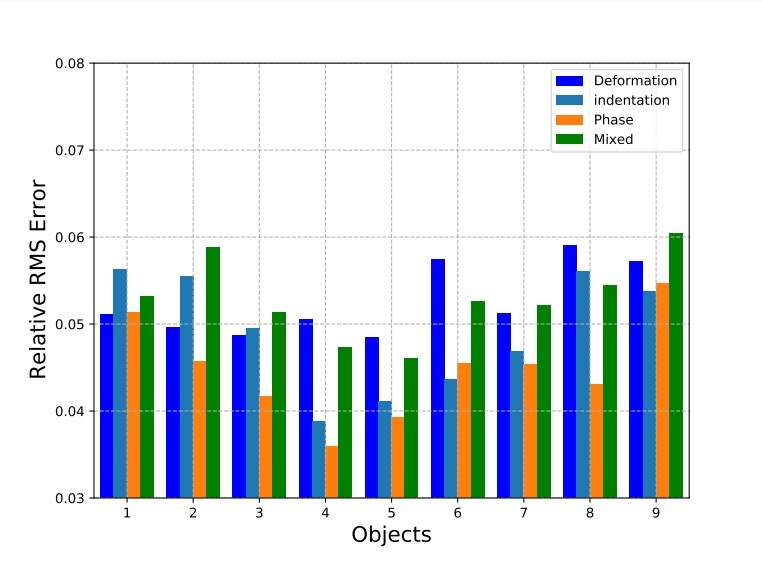 Deformation
indentation
Phase
Mixed
Relative RMS Error
0.08
0.07
0.06
0.05
0.04
0.03
1 2 3 4 5 6 7 8 9
Objects